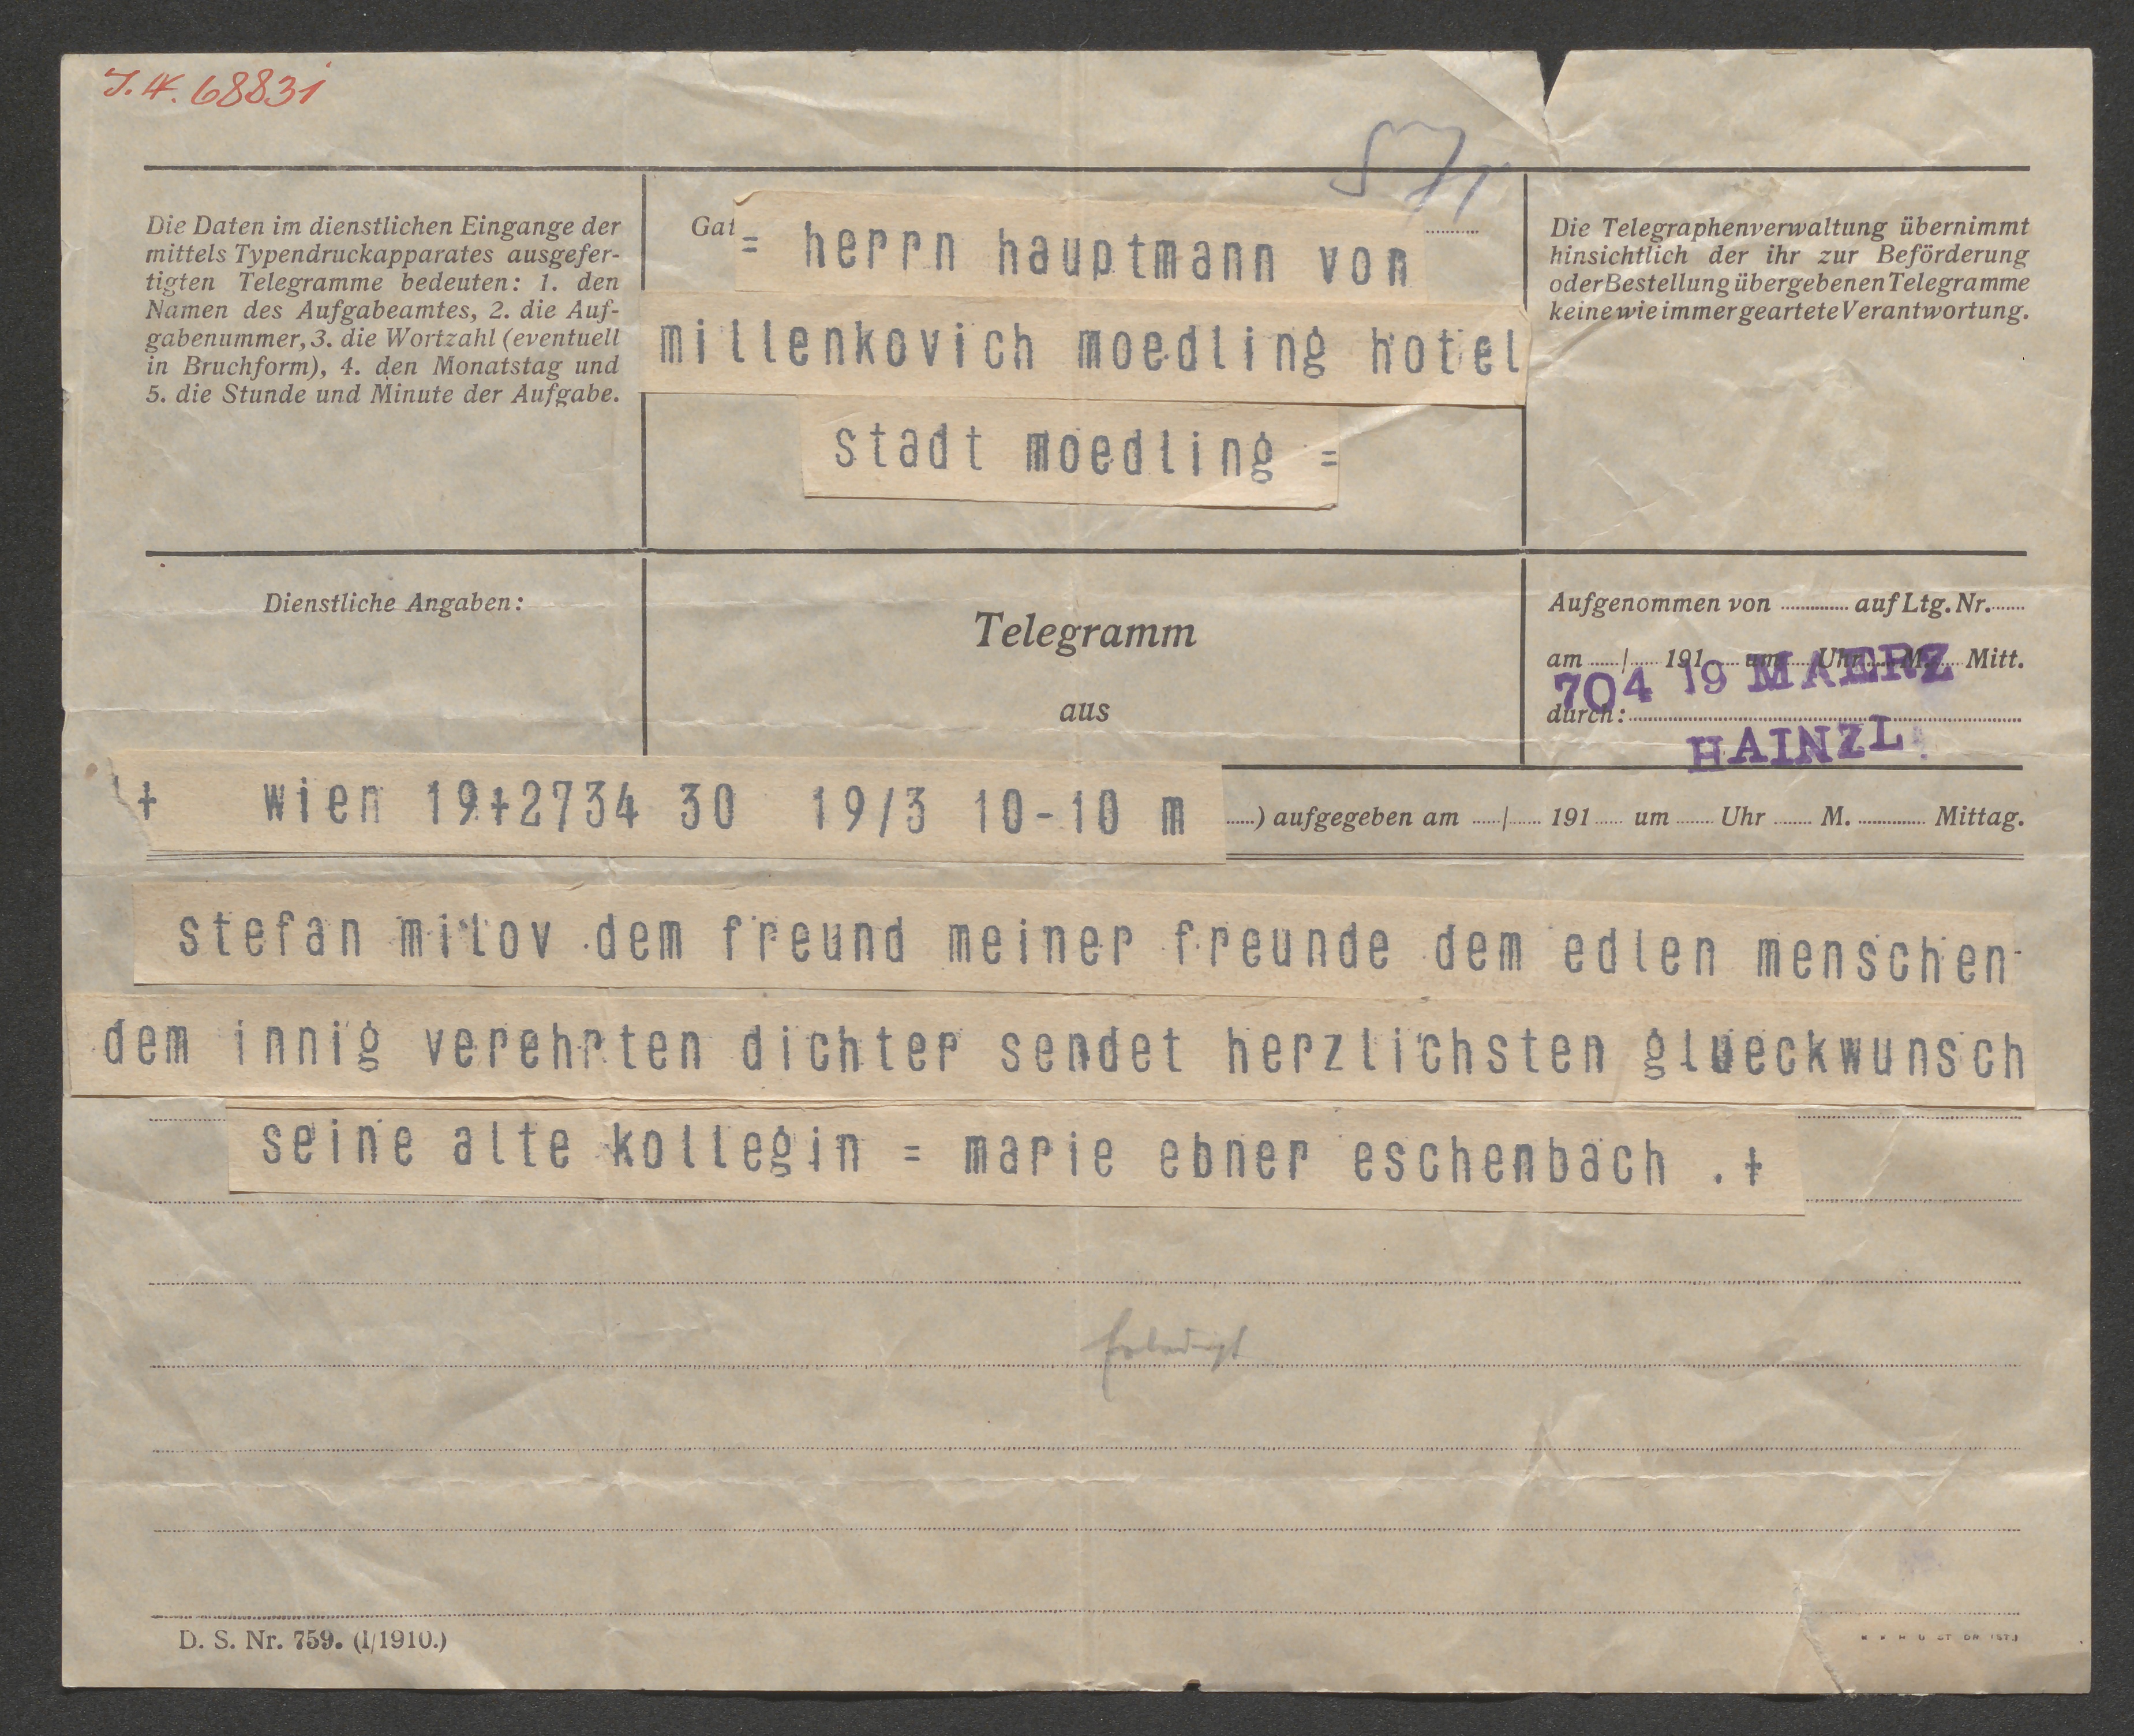 J.N. 68831
Die Daten im dienstlichen Eingange der
mittels Typendruckapparates ausgefer-
tigten Telegramme bedeuten: 1. den
Namen des Aufgabeamtes, 2. die Auf-
gabenummer, 3. die Wortzahl (eventuell
in Bruchform), 4. den Monatstag und
5. die Stunde und Minute der Aufgabe.
= herrn hauptmann von
millenkovich moedling hotel
stadt moedling =
Die Telegraphenverwaltung übernimmt
hinsichtlich der ihr zur Beförderung
oder Bestellung übergebenen Telegramme
keine wie immer geartete Verantwortung.
Dienstliche Angaben:
Telegramm
aus
Aufgenommen von ........ auf Ltg. Nr. ......
am ..../.... 191.... um .... Uhr .... M. .... Mitt.
704 19 MAERZ
durch: ........
HAINZL
+ wien 19+2734 30 19/3 10-10 m
....) aufgegeben am ..../.... 191 .... um .... Uhr .... M. .... Mittag.
stefan milov dem freund meiner freunde dem edlen menschen
dem innig verehrten dichter sendet herzlichsten glueckwunsch
seine alte kollegin = marie ebner eschenbach .+
D. S. Nr. 759. (I/1910.)